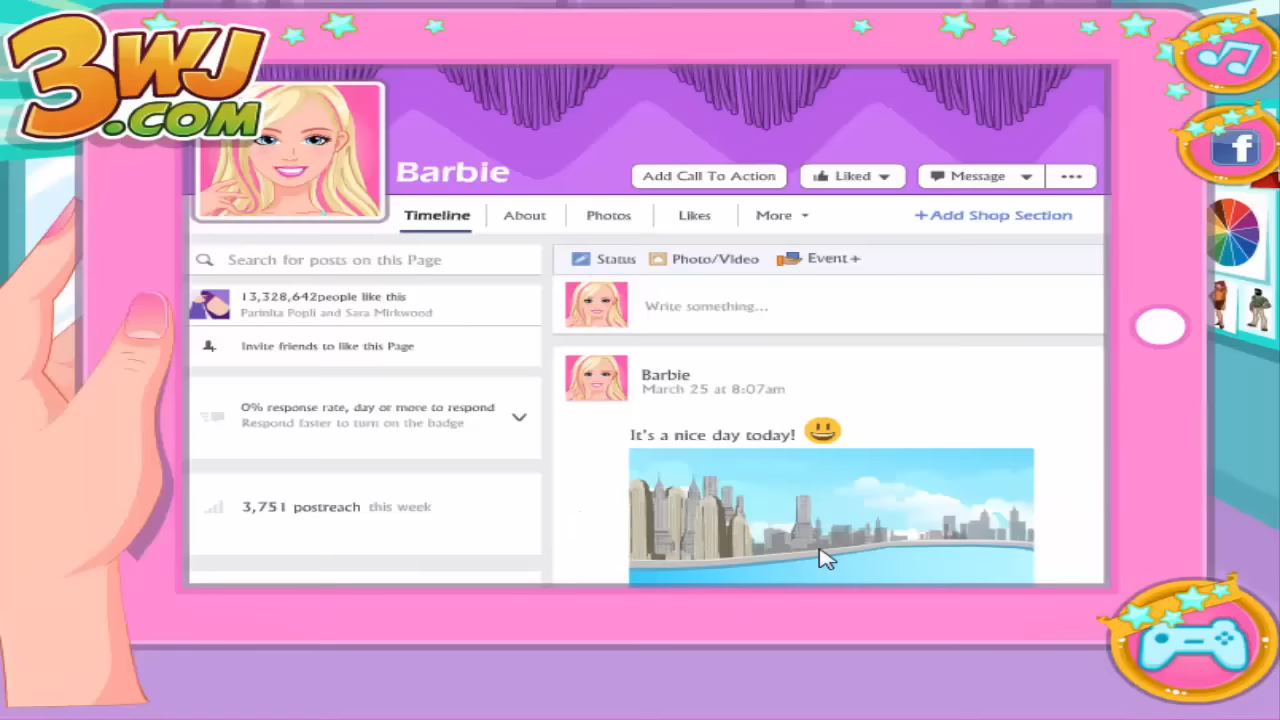 3WJ
.COM
Barbie
Add Call To Action
Liked
Message
Timeline
About
Photos
Likes
More
+Add Shop Section
Search for posts on this Page
Status
Photo/Video
Event+
13,328,642people like this
Parinita Popli and Sara Mirkwood
Write something...
Invite friends to like this Page
Barbie
March 25 at 8:07am
0% response rate, day or more to respond
Respond faster to turn on the badge
It's a nice day today!
3,751 postreach this week
f